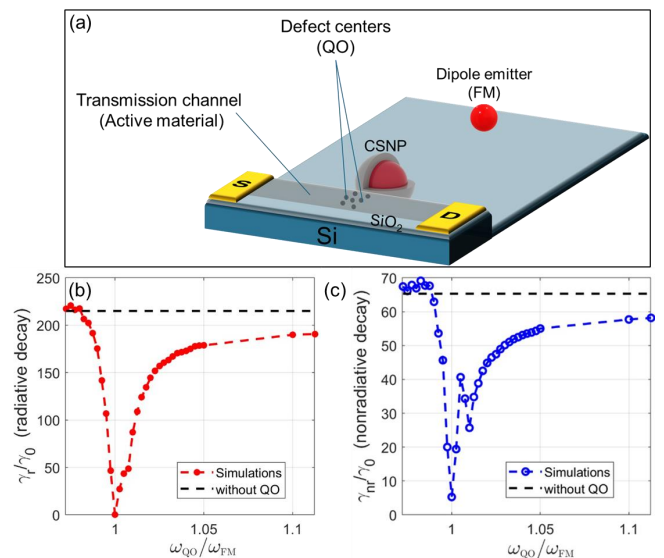 (a)
Defect centers
(QO)
Dipole emitter
(FM)
Transmission channel
(Active material)
CSNP
S
D
SiO₂
Si
(b)
250
200
150
100
50
0
γr/γ0 (radiative decay)
Simulations
without QO
1
1.05
1.1
ωQO/ωFM
(c)
70
60
50
40
30
20
10
0
γnr/γ0 (nonradiative decay)
Simulations
without QO
1
1.05
1.1
ωQO/ωFM